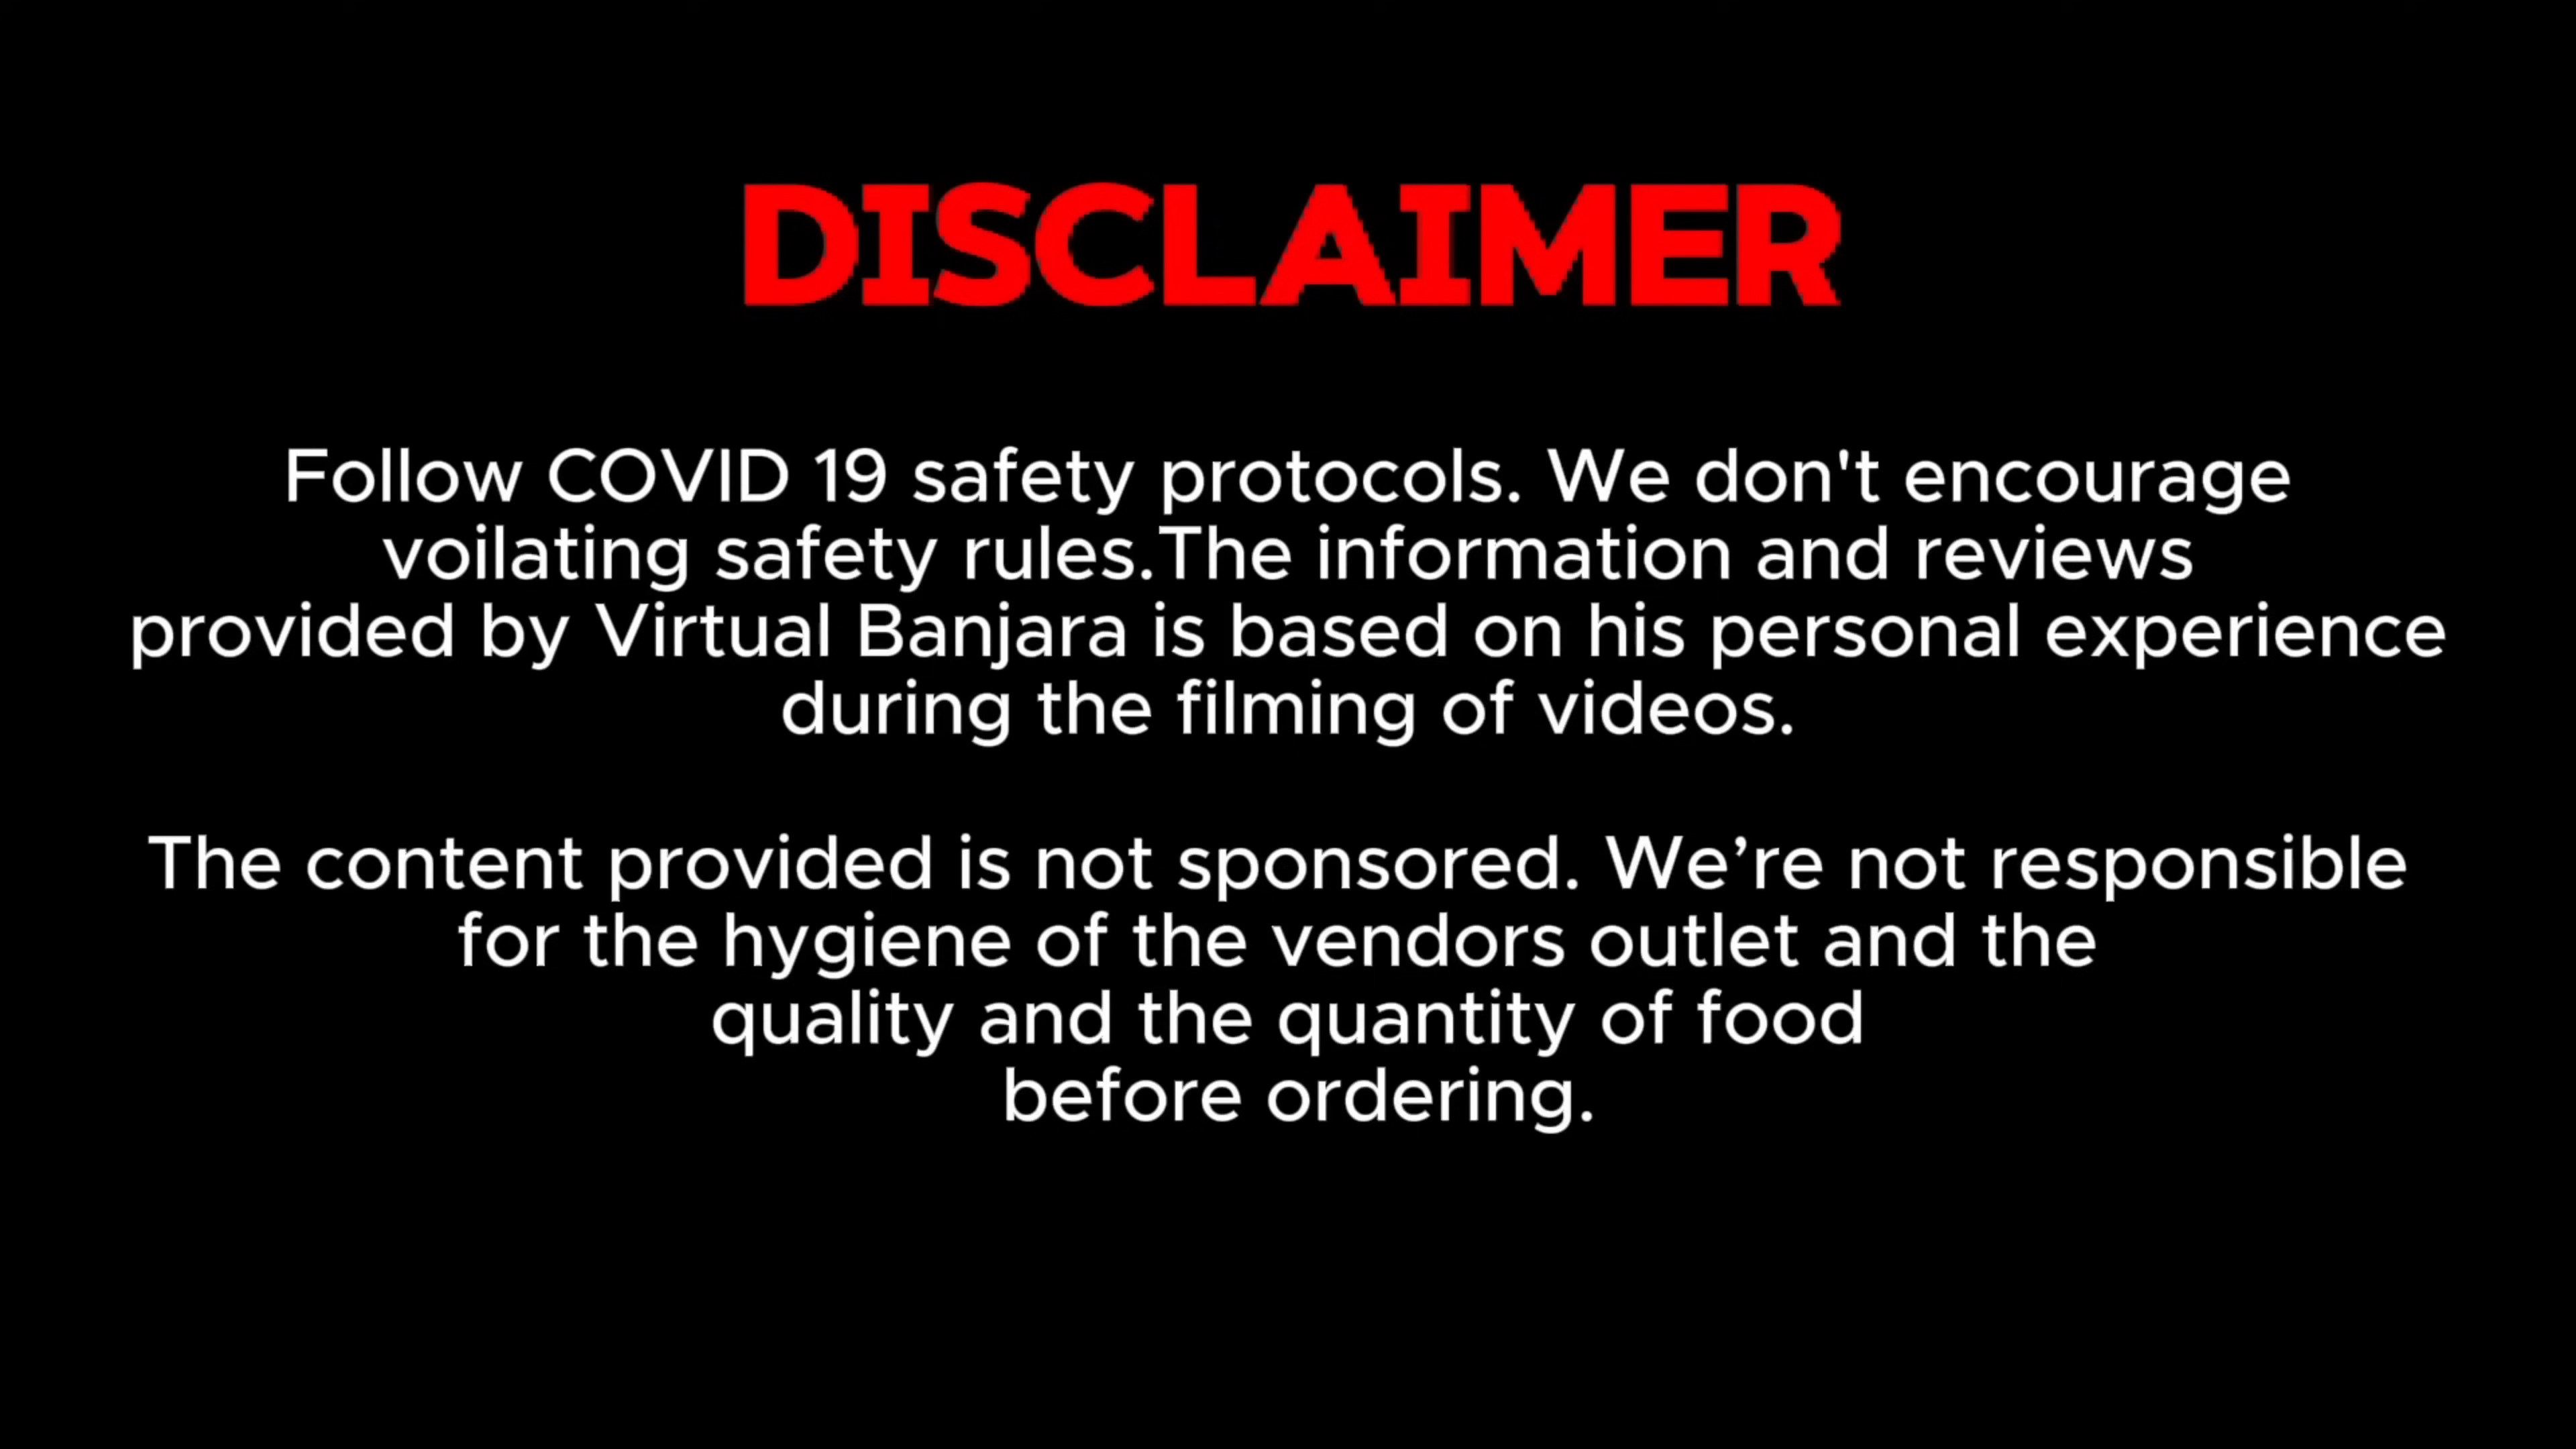 DISCLAIMER
Follow COVID 19 safety protocols. We don't encourage
voilating safety rules.The information and reviews
provided by Virtual Banjara is based on his personal experience
during the filming of videos.
The content provided is not sponsored. We’re not responsible
for the hygiene of the vendors outlet and the
quality and the quantity of food
before ordering.